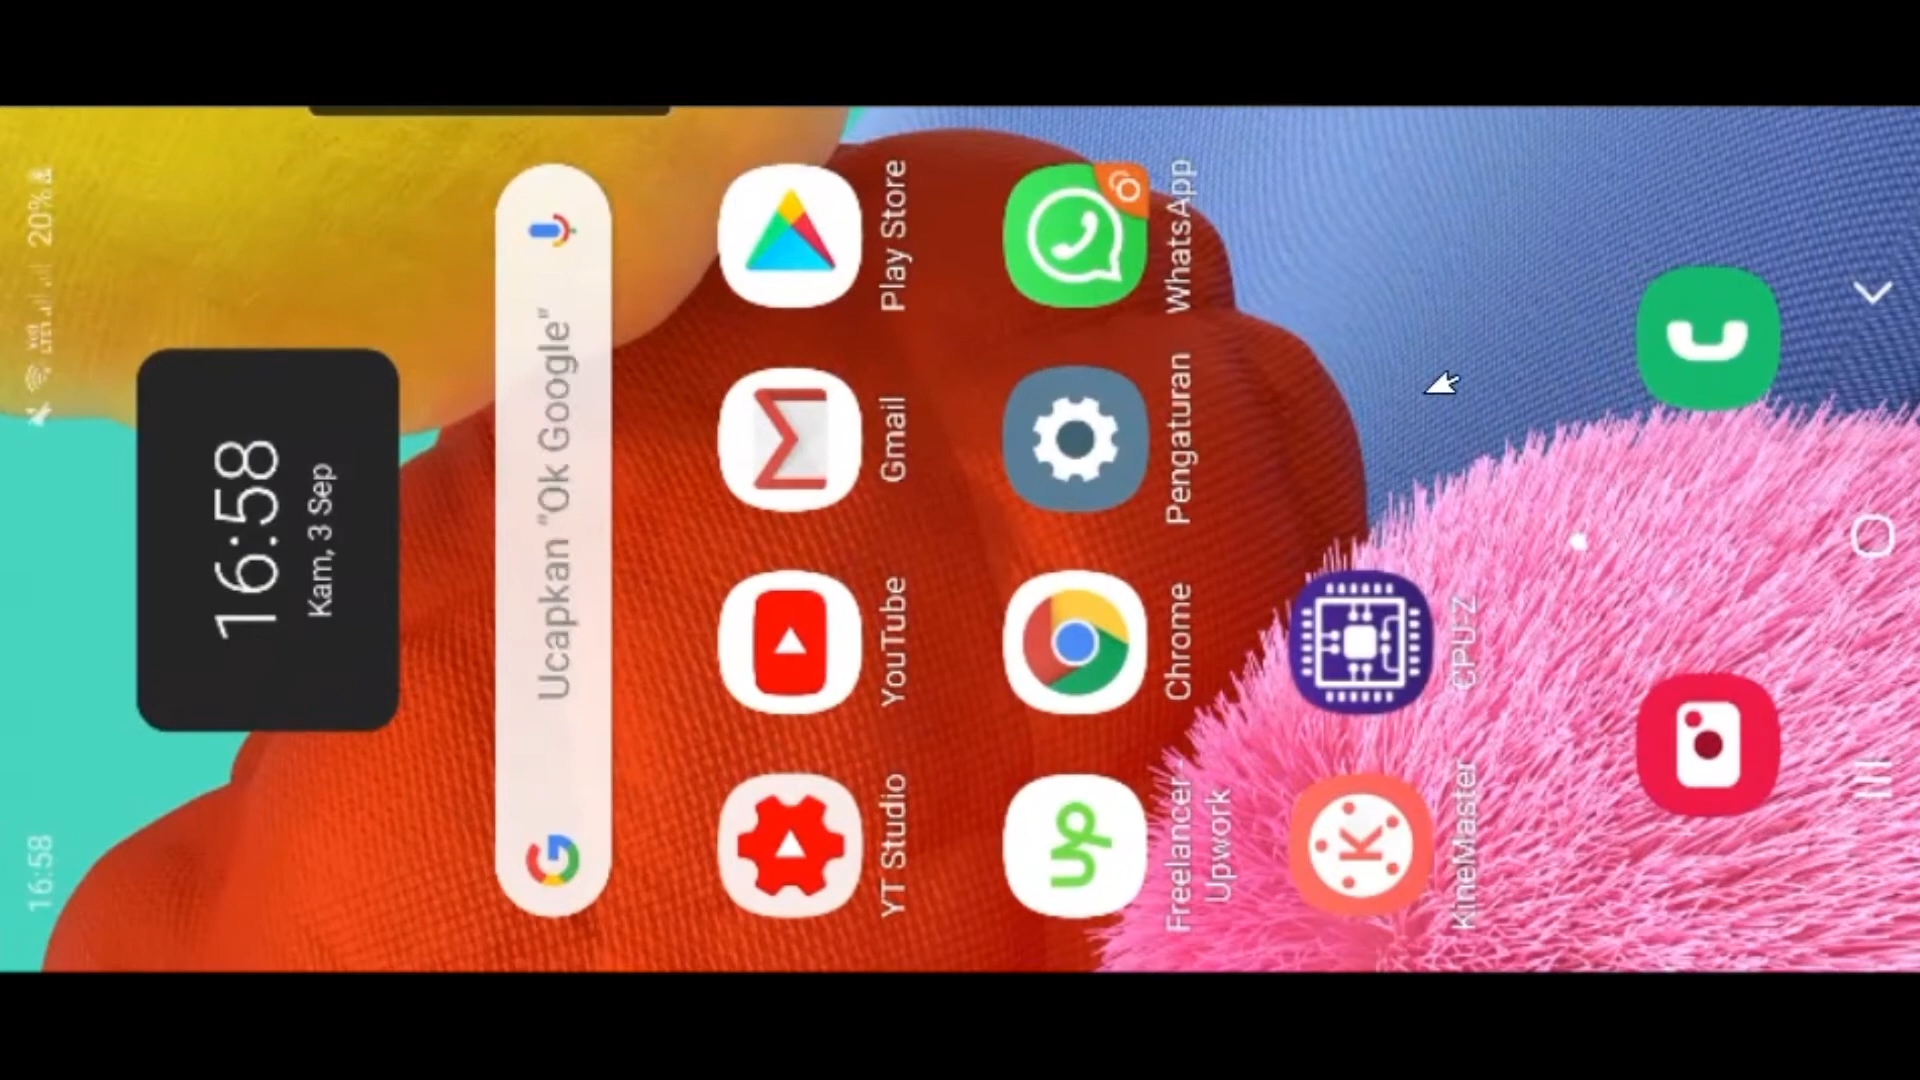 16:58
20%
16:58
Kam, 3 Sep
Ucapkan "Ok Google"
YT Studio
YouTube
Gmail
Play Store
Freelancer -
Upwork
Chrome
Pengaturan
WhatsApp
KineMaster
CPU-Z